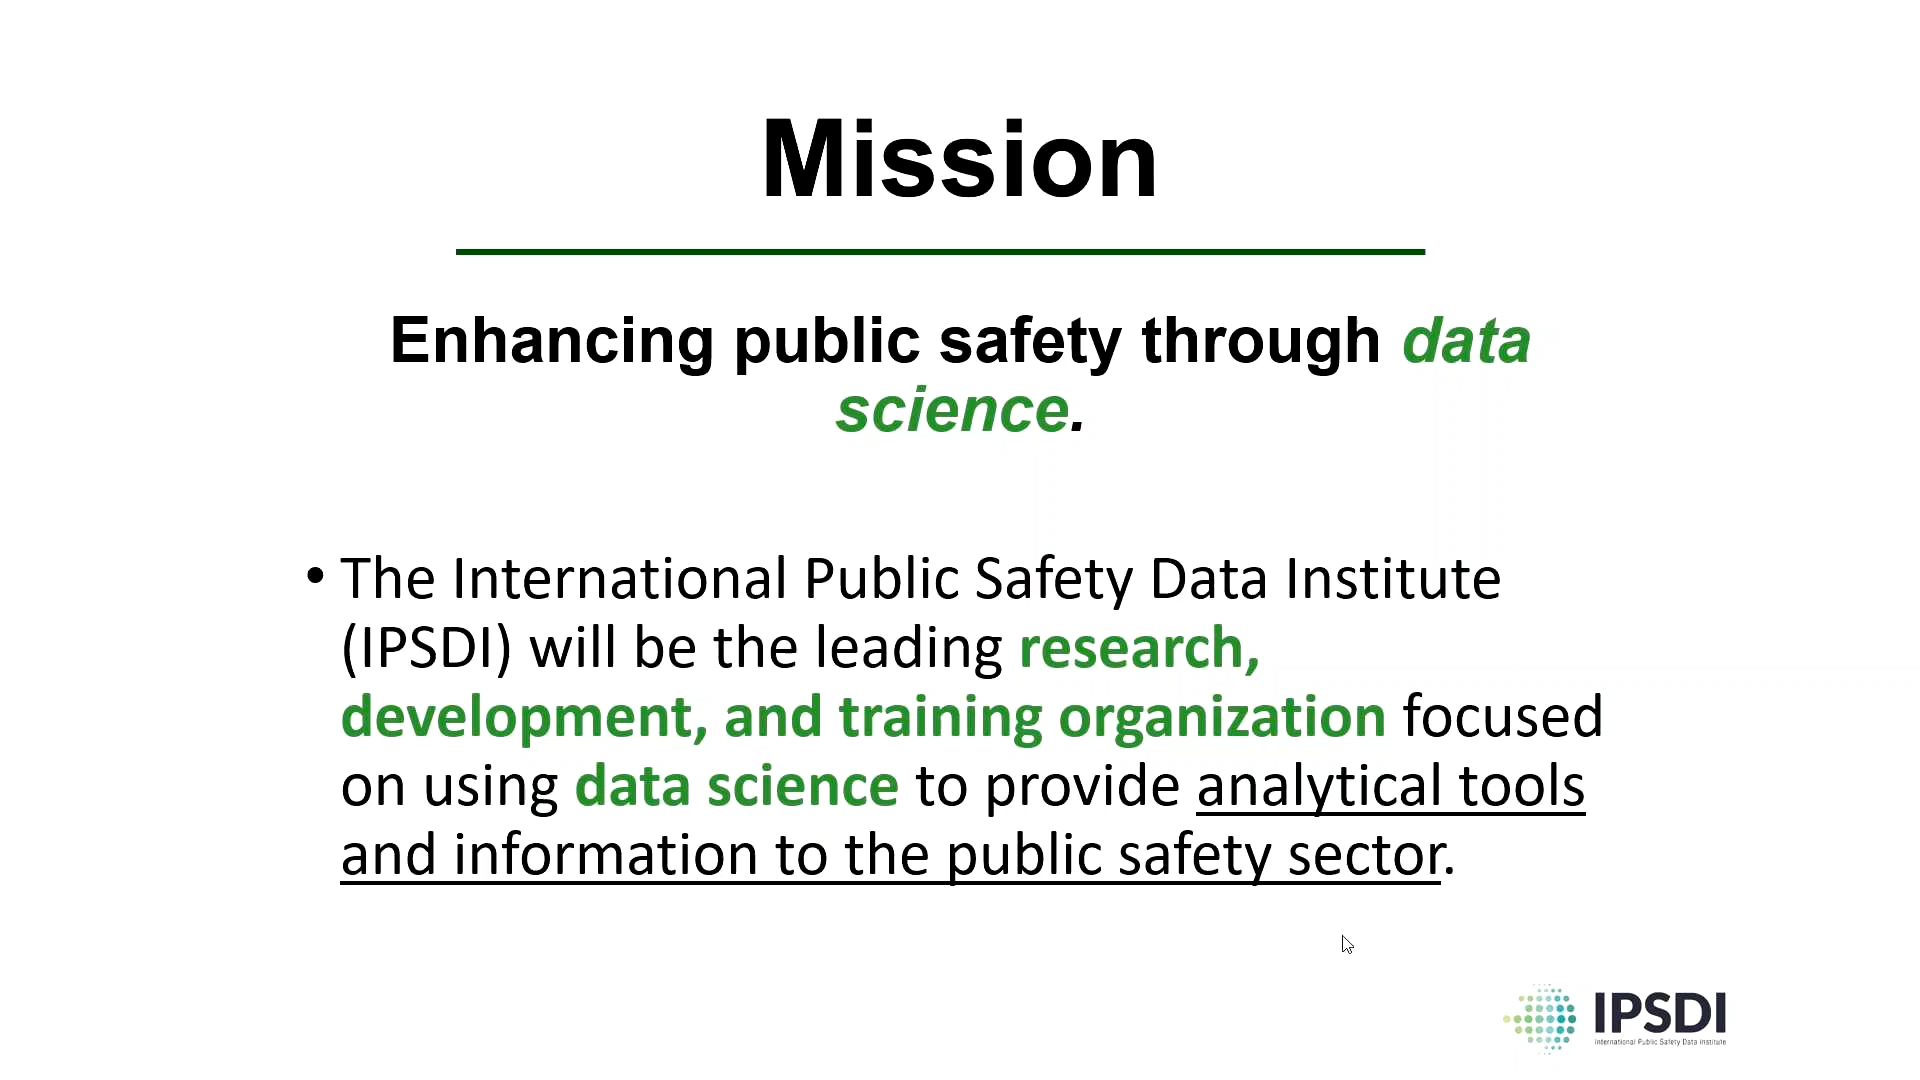 Mission
Enhancing public safety through data
science.
• The International Public Safety Data Institute
(IPSDI) will be the leading research,
development, and training organization focused
on using data science to provide analytical tools
and information to the public safety sector.
IPSDI
International Public Safety Data Institute